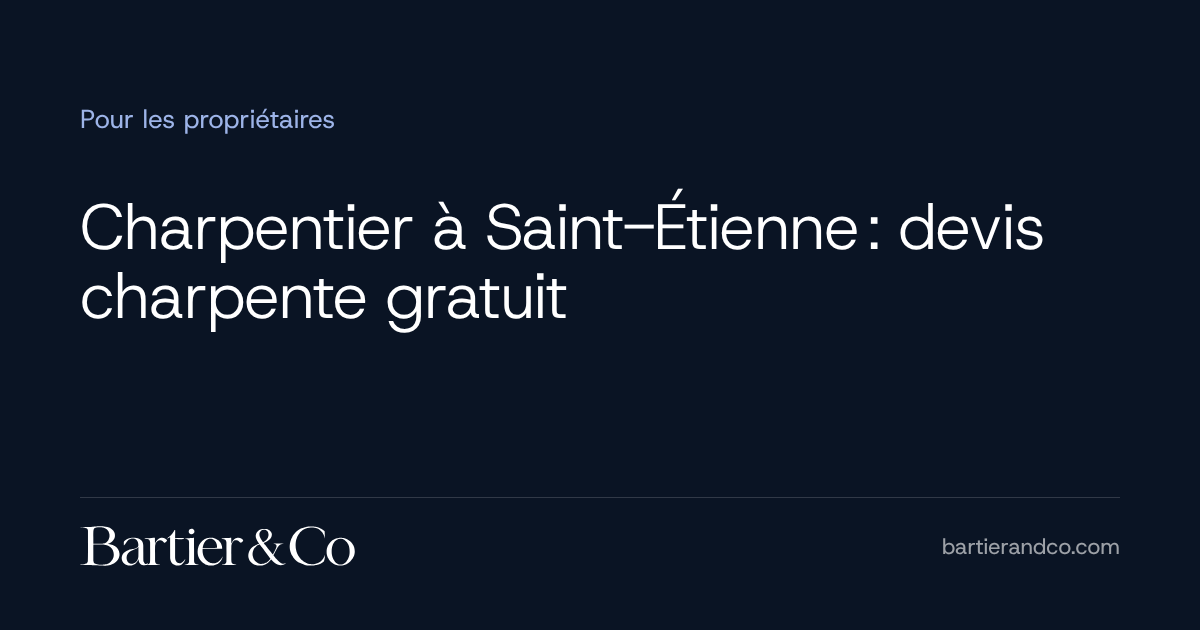 Pour les propriétaires
Charpentier à Saint-Étienne : devis
charpente gratuit
Bartier & Co
bartierandco.com